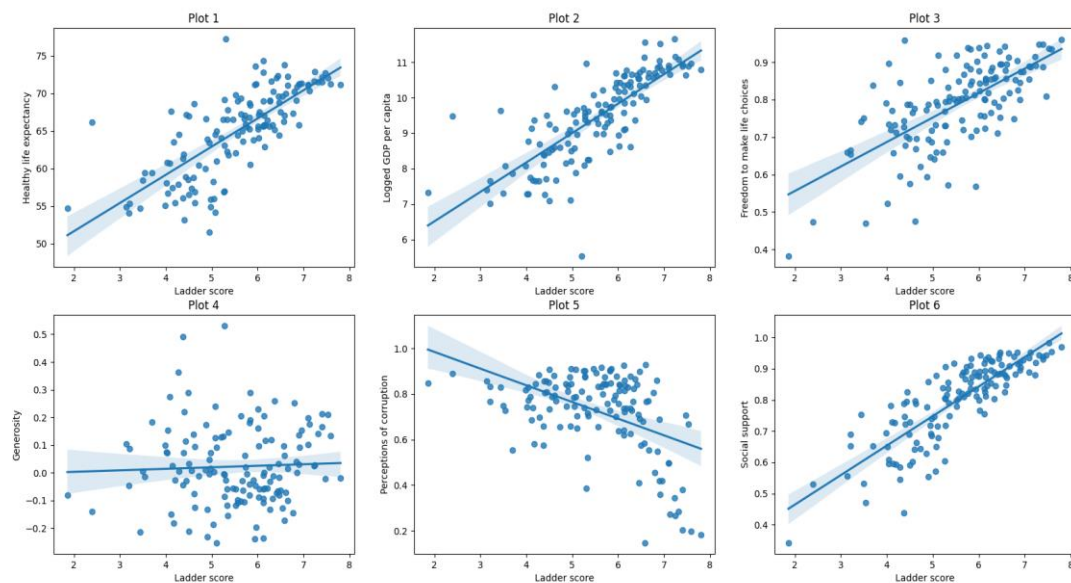 Plot 1
Healthy life expectancy
75
70
65
60
55
50
2 3 4 5 6 7 8
Ladder score
Plot 2
Logged GDP per capita
11
10
9
8
7
6
2 3 4 5 6 7 8
Ladder score
Plot 3
Freedom to make life choices
0.9
0.8
0.7
0.6
0.5
0.4
2 3 4 5 6 7 8
Ladder score
Plot 4
Generosity
0.5
0.4
0.3
0.2
0.1
0.0
−0.1
−0.2
2 3 4 5 6 7 8
Ladder score
Plot 5
Perceptions of corruption
1.0
0.8
0.6
0.4
0.2
2 3 4 5 6 7 8
Ladder score
Plot 6
Social support
1.0
0.9
0.8
0.7
0.6
0.5
0.4
2 3 4 5 6 7 8
Ladder score